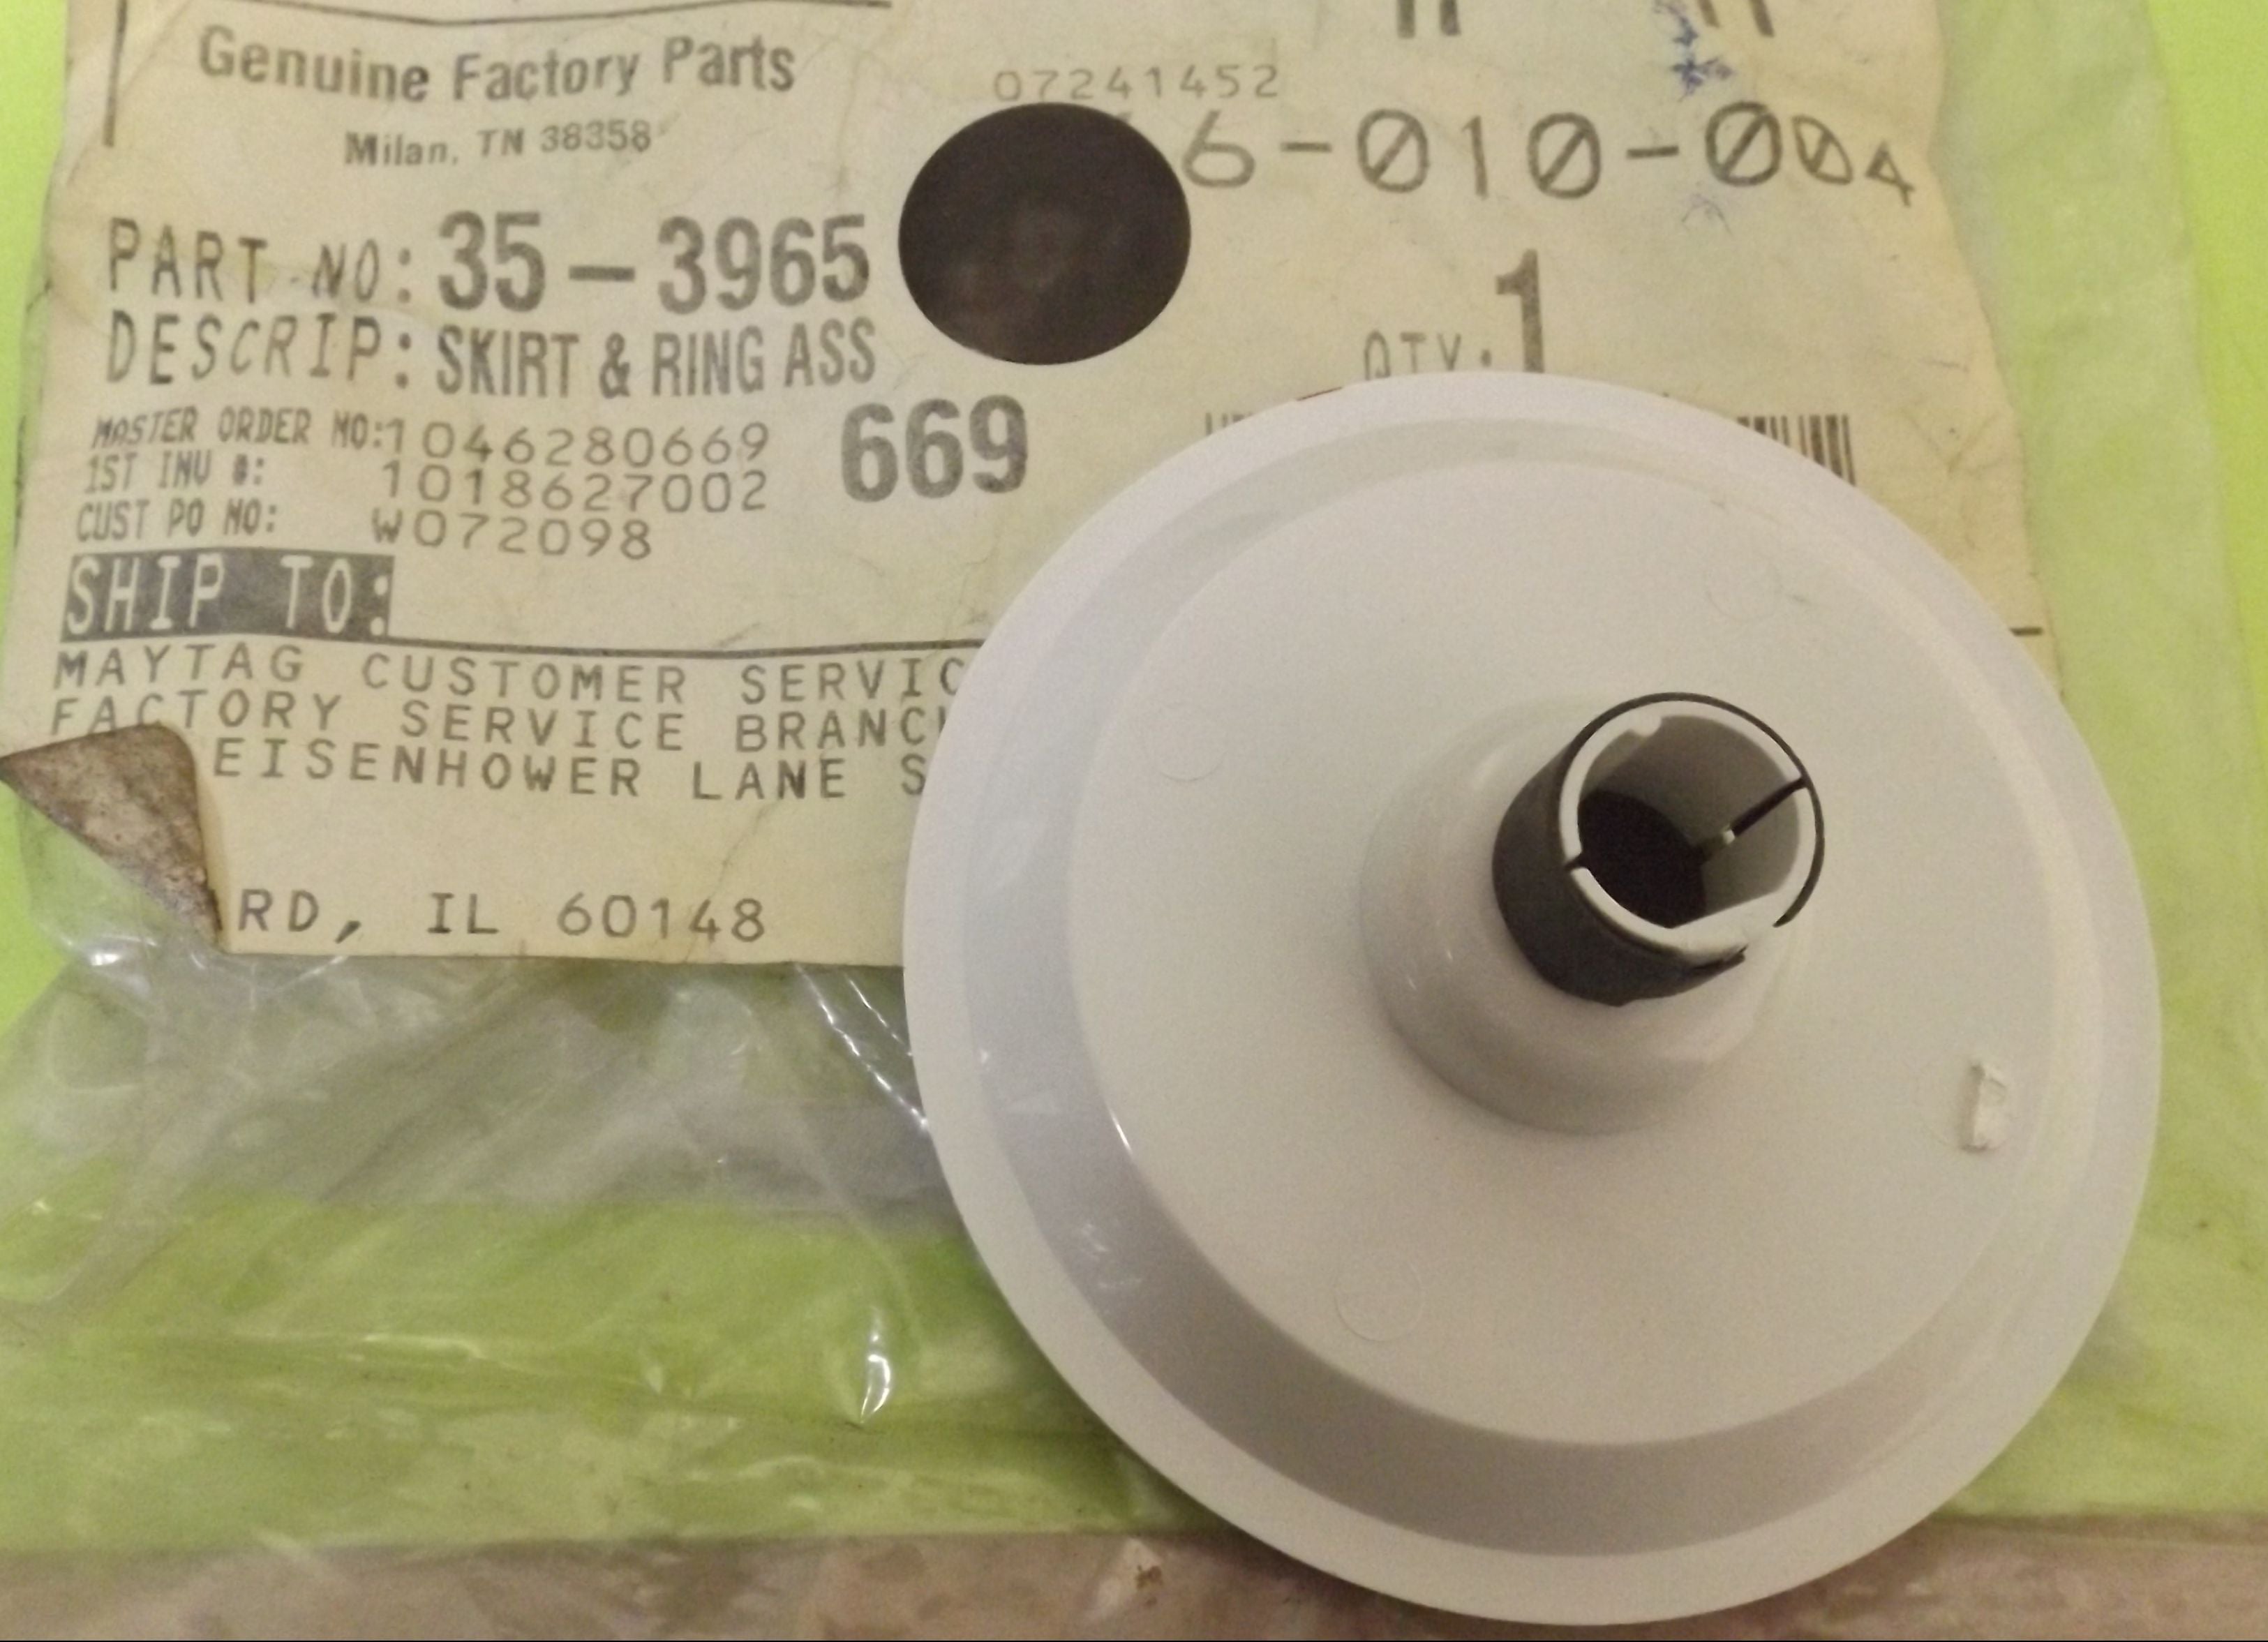 Genuine Factory Parts
Milan, TN 38358
07241452
6-010-004
PART NO: 35-3965
QTY: 1
DESCRIP: SKIRT & RING ASS
MASTER ORDER NO: 1046280669
669
1ST INV #: 1018627002
CUST PO NO: W072098
SHIP TO:
MAYTAG CUSTOMER SERVIC
FACTORY SERVICE BRANC
EISENHOWER LANE S
RD, IL 60148